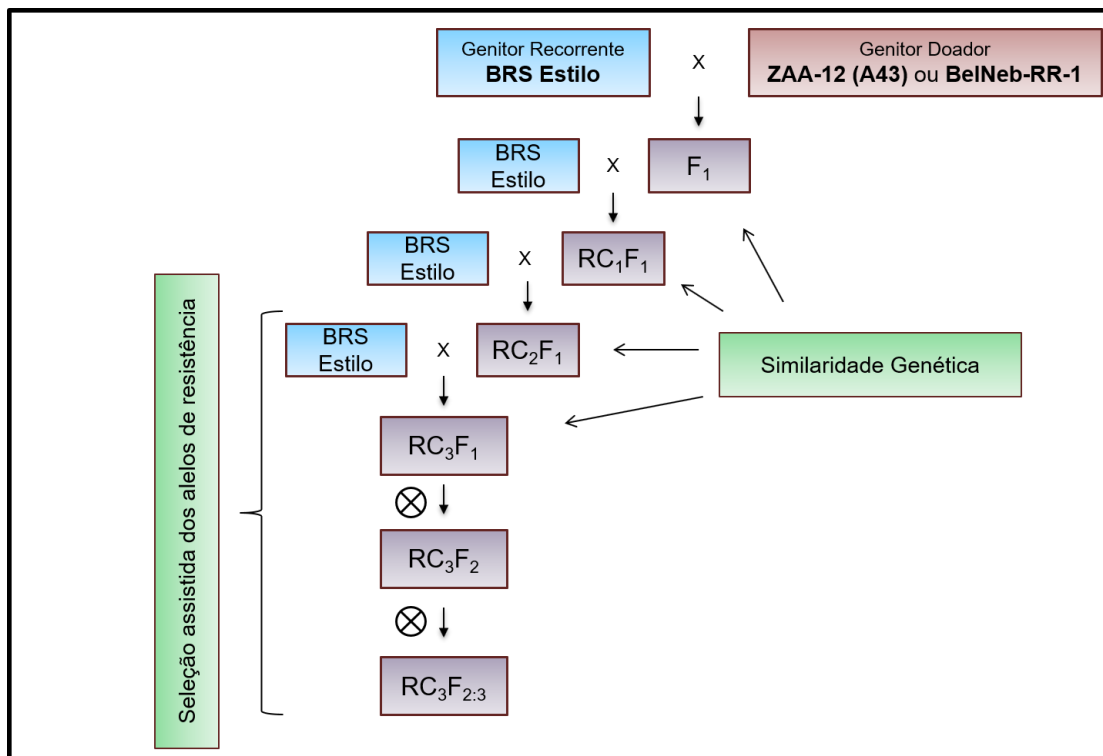 Genitor Recorrente
BRS Estilo
X
Genitor Doador
ZAA-12 (A43) ou BelNeb-RR-1
BRS
Estilo
X
F₁
BRS
Estilo
X
RC₁F₁
BRS
Estilo
X
RC₂F₁
Similaridade Genética
RC₃F₁
RC₃F₂
RC₃F₂:₃
Seleção assistida dos alelos de resistência